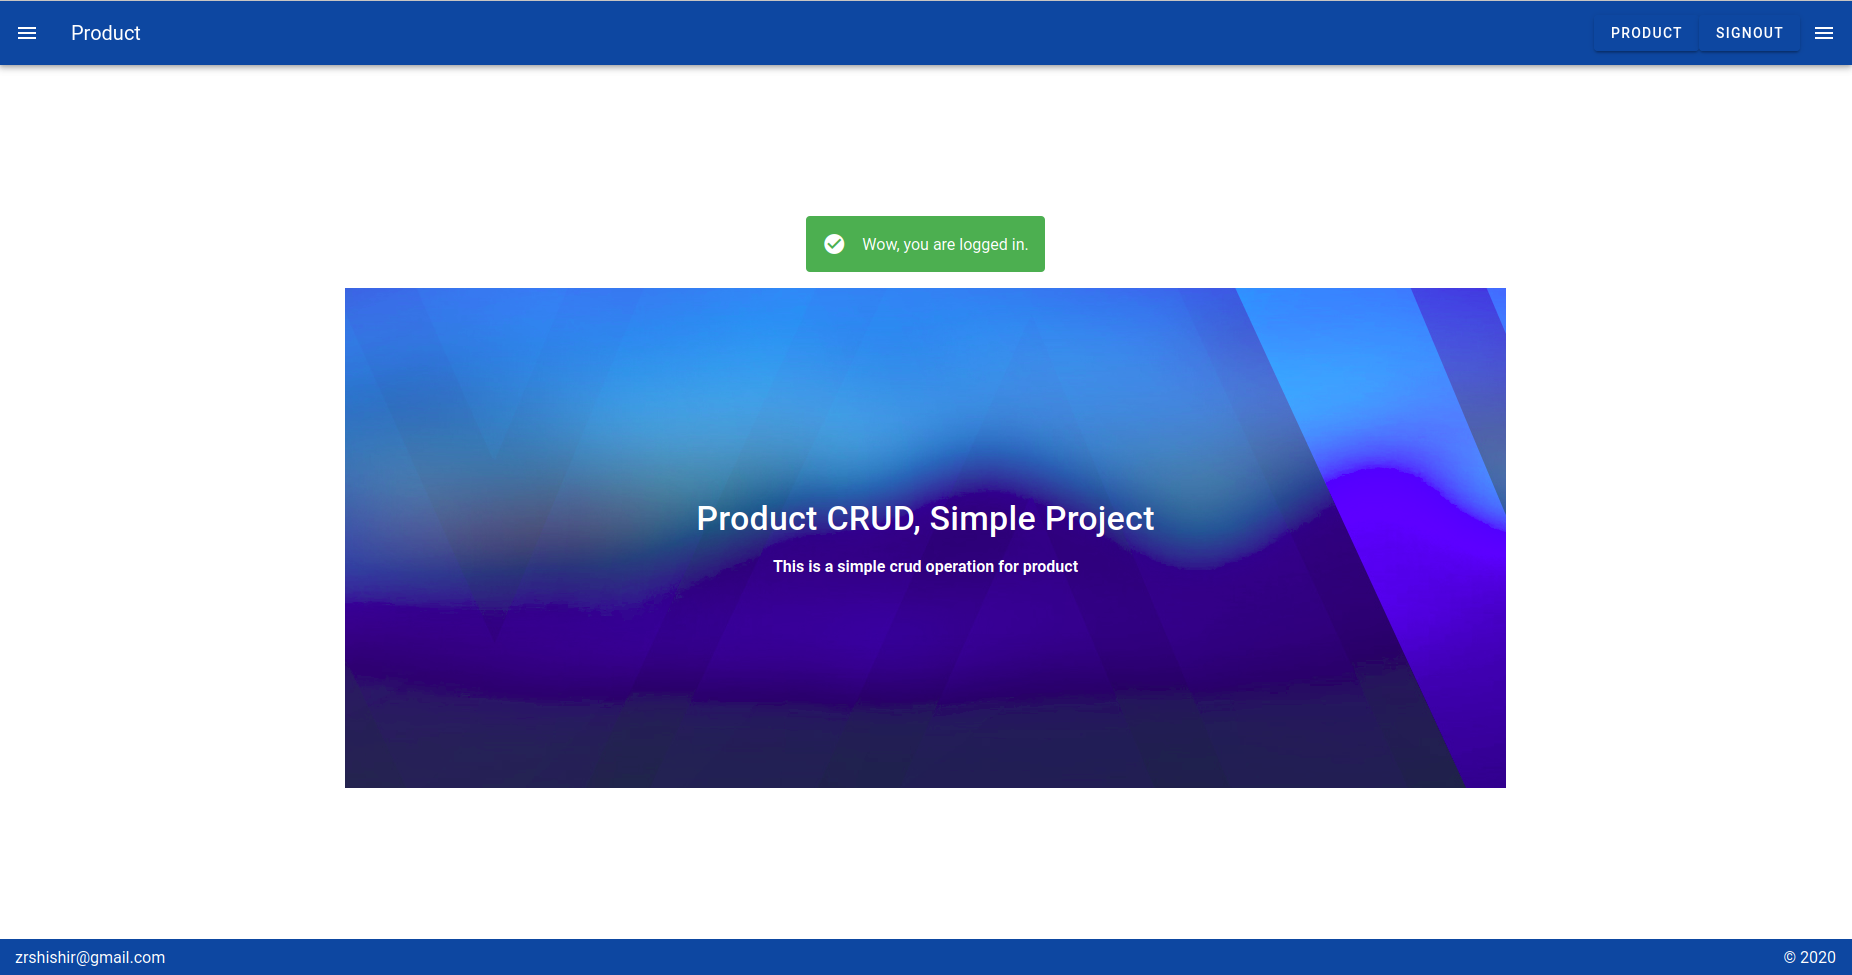 Product
PRODUCT SIGNOUT
Wow, you are logged in.
Product CRUD, Simple Project
This is a simple crud operation for product
zrshishir@gmail.com
© 2020